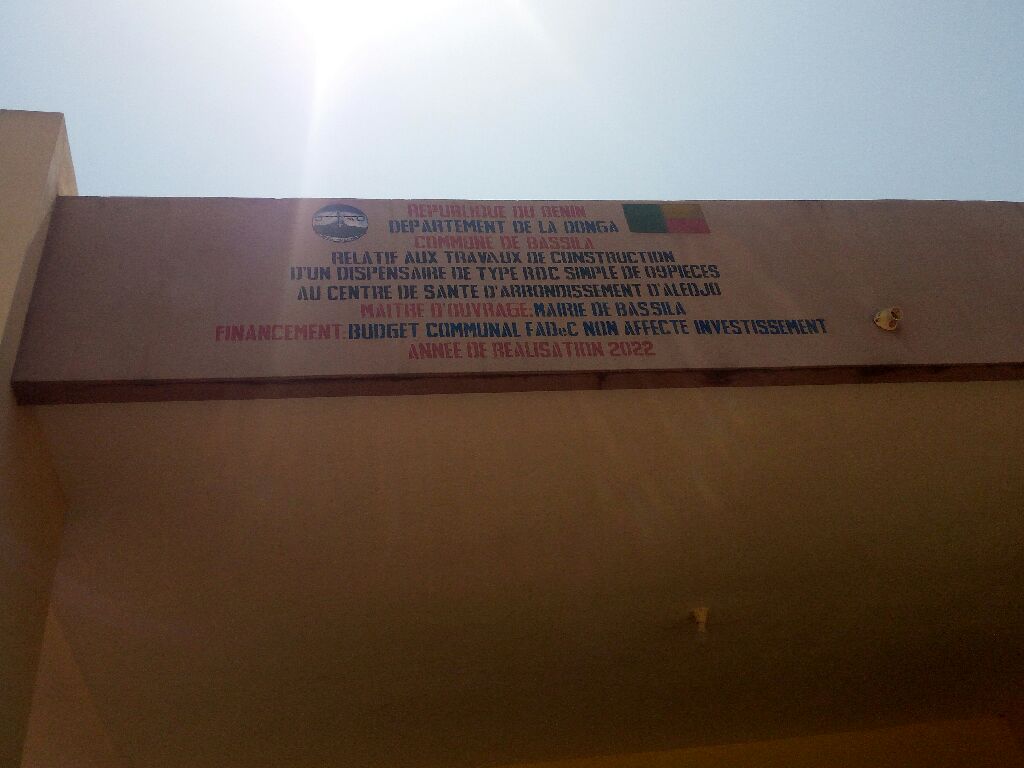 REPUBLIQUE DU BENIN
DEPARTEMENT DE LA DONGA
COMMUNE DE BASSILA
RELATIF AUX TRAVAUX DE CONSTRUCTION
D'UN DISPENSAIRE DE TYPE RDC SIMPLE DE 09PIECES
AU CENTRE DE SANTE D'ARRONDISSEMENT D'ALEDJO
MAITRE D'OUVRAGE:MAIRIE DE BASSILA
FINANCEMENT:BUDGET COMMUNAL FADeC NON AFFECTE INVESTISSEMENT
ANNEE DE REALISATION 2022